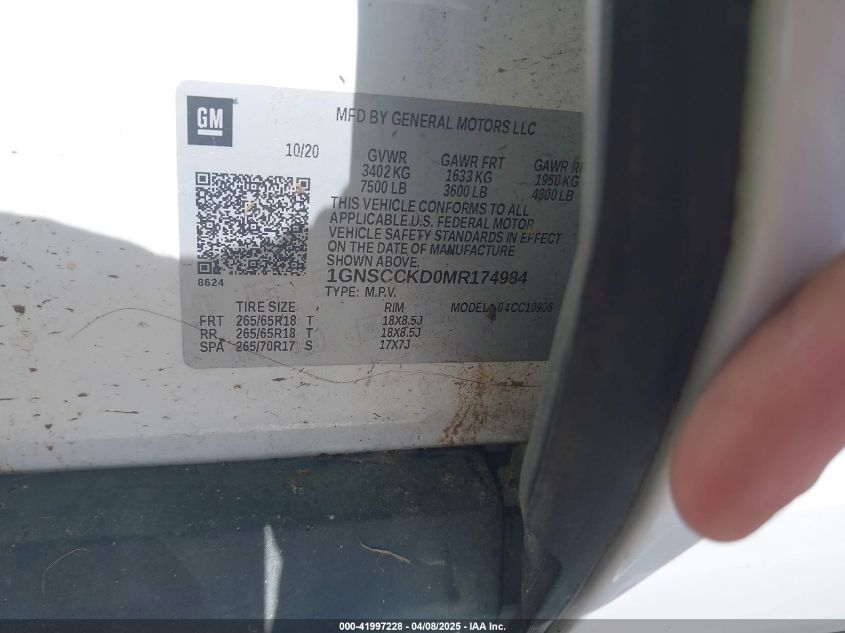 GM
MFD BY GENERAL MOTORS LLC
10/20
GVWR GAWR FRT GAWR
3402 KG 1633 KG 1950 KG
7500 LB 3600 LB 4800 LB
THIS VEHICLE CONFORMS TO ALL
APPLICABLE U.S. FEDERAL MOTOR
VEHICLE SAFETY STANDARDS IN EFFECT
ON THE DATE OF MANUFACTURE
SHOWN ABOVE.
8624
1GNSCCKD0MR174984
TYPE: M.P.V.
TIRE SIZE RIM MODEL:
FRT 265/65R18 T 18X8.5J
RR 265/65R18 T 18X8.5J
SPA 265/70R17 S 17X7J
000-41997228 - 04/08/2025 - IAA Inc.